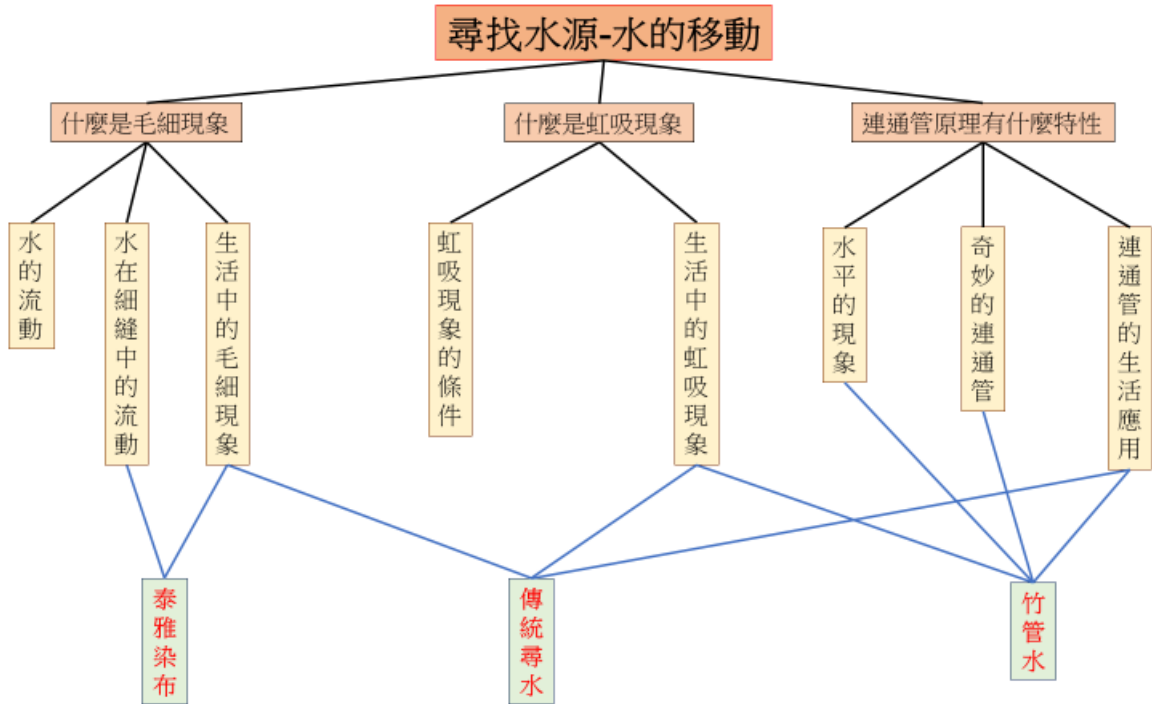 尋找水源-水的移動
什麼是毛細現象
什麼是虹吸現象
連通管原理有什麼特性
水的流動
水在細縫中的流動
生活中的毛細現象
虹吸現象的條件
生活中的虹吸現象
水平的現象
奇妙的連通管
連通管的生活應用
泰雅染布
傳統尋水
竹管水